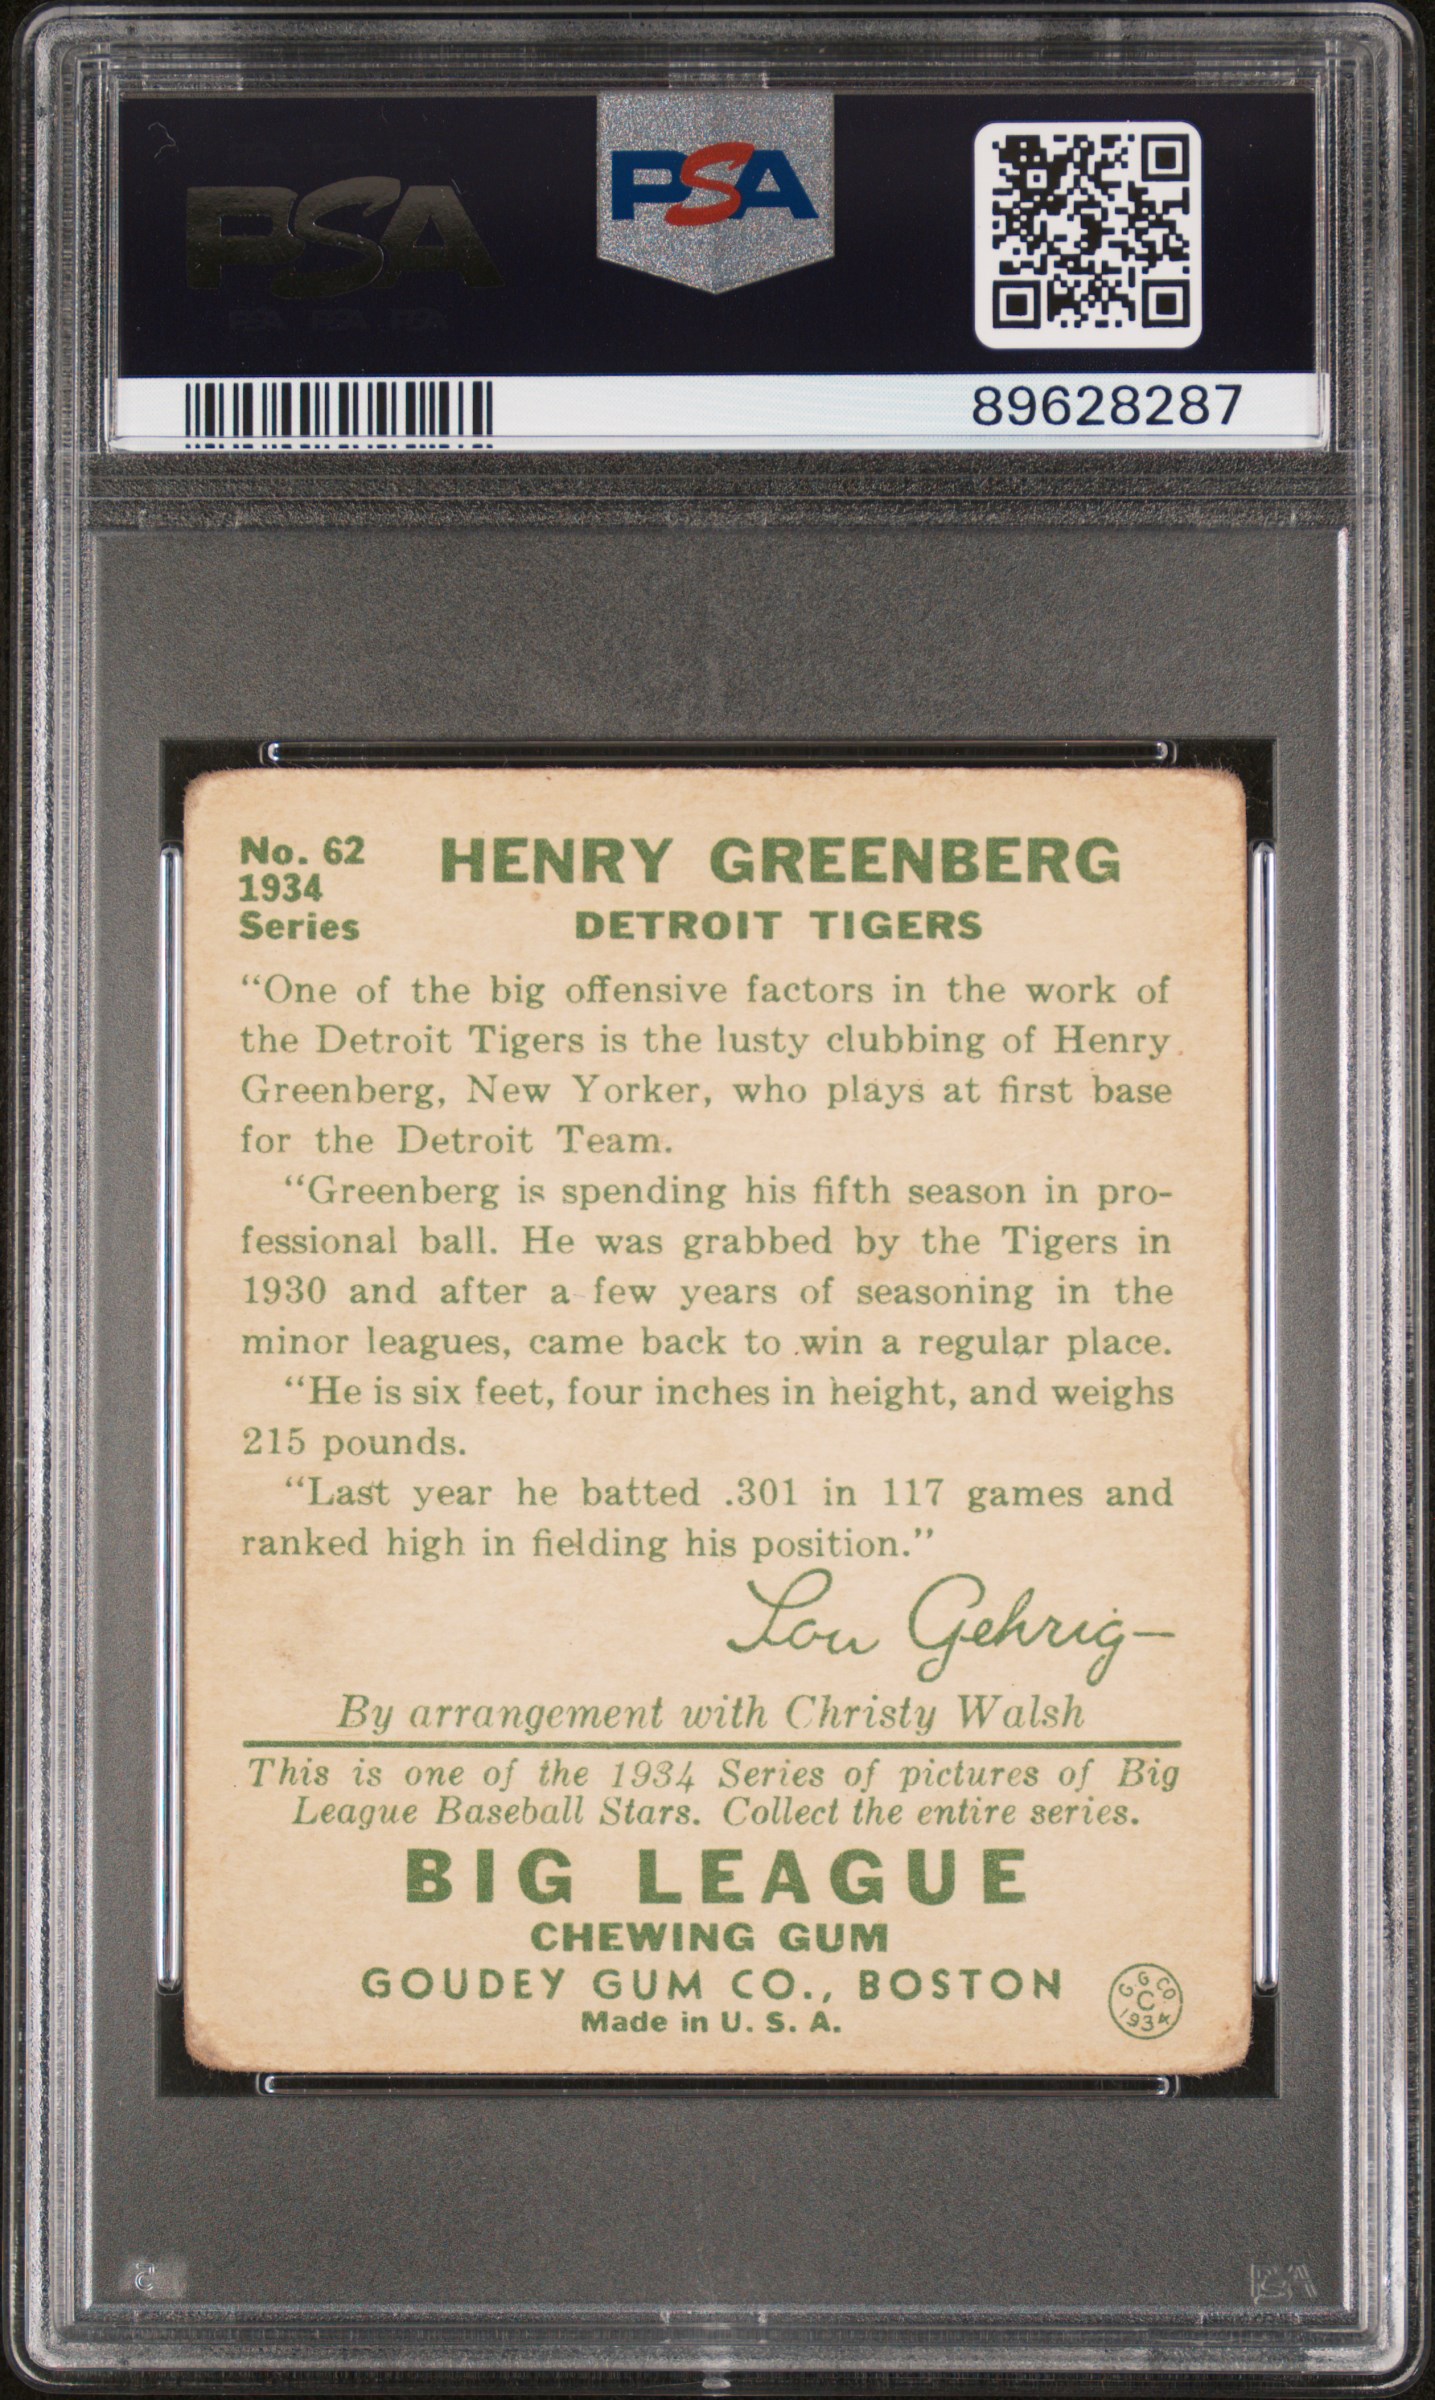 PSA
PSA
89628287
No. 62
1934
Series
HENRY GREENBERG
DETROIT TIGERS
“One of the big offensive factors in the work of
the Detroit Tigers is the lusty clubbing of Henry
Greenberg, New Yorker, who plays at first base
for the Detroit Team.
“Greenberg is spending his fifth season in pro-
fessional ball. He was grabbed by the Tigers in
1930 and after a few years of seasoning in the
minor leagues, came back to win a regular place.
“He is six feet, four inches in height, and weighs
215 pounds.
“Last year he batted .301 in 117 games and
ranked high in fielding his position.”
Lou Gehrig—
By arrangement with Christy Walsh
This is one of the 1934 Series of pictures of Big
League Baseball Stars. Collect the entire series.
BIG LEAGUE
CHEWING GUM
GOUDEY GUM CO., BOSTON
Made in U. S. A.
G. G. CO.
C
1934